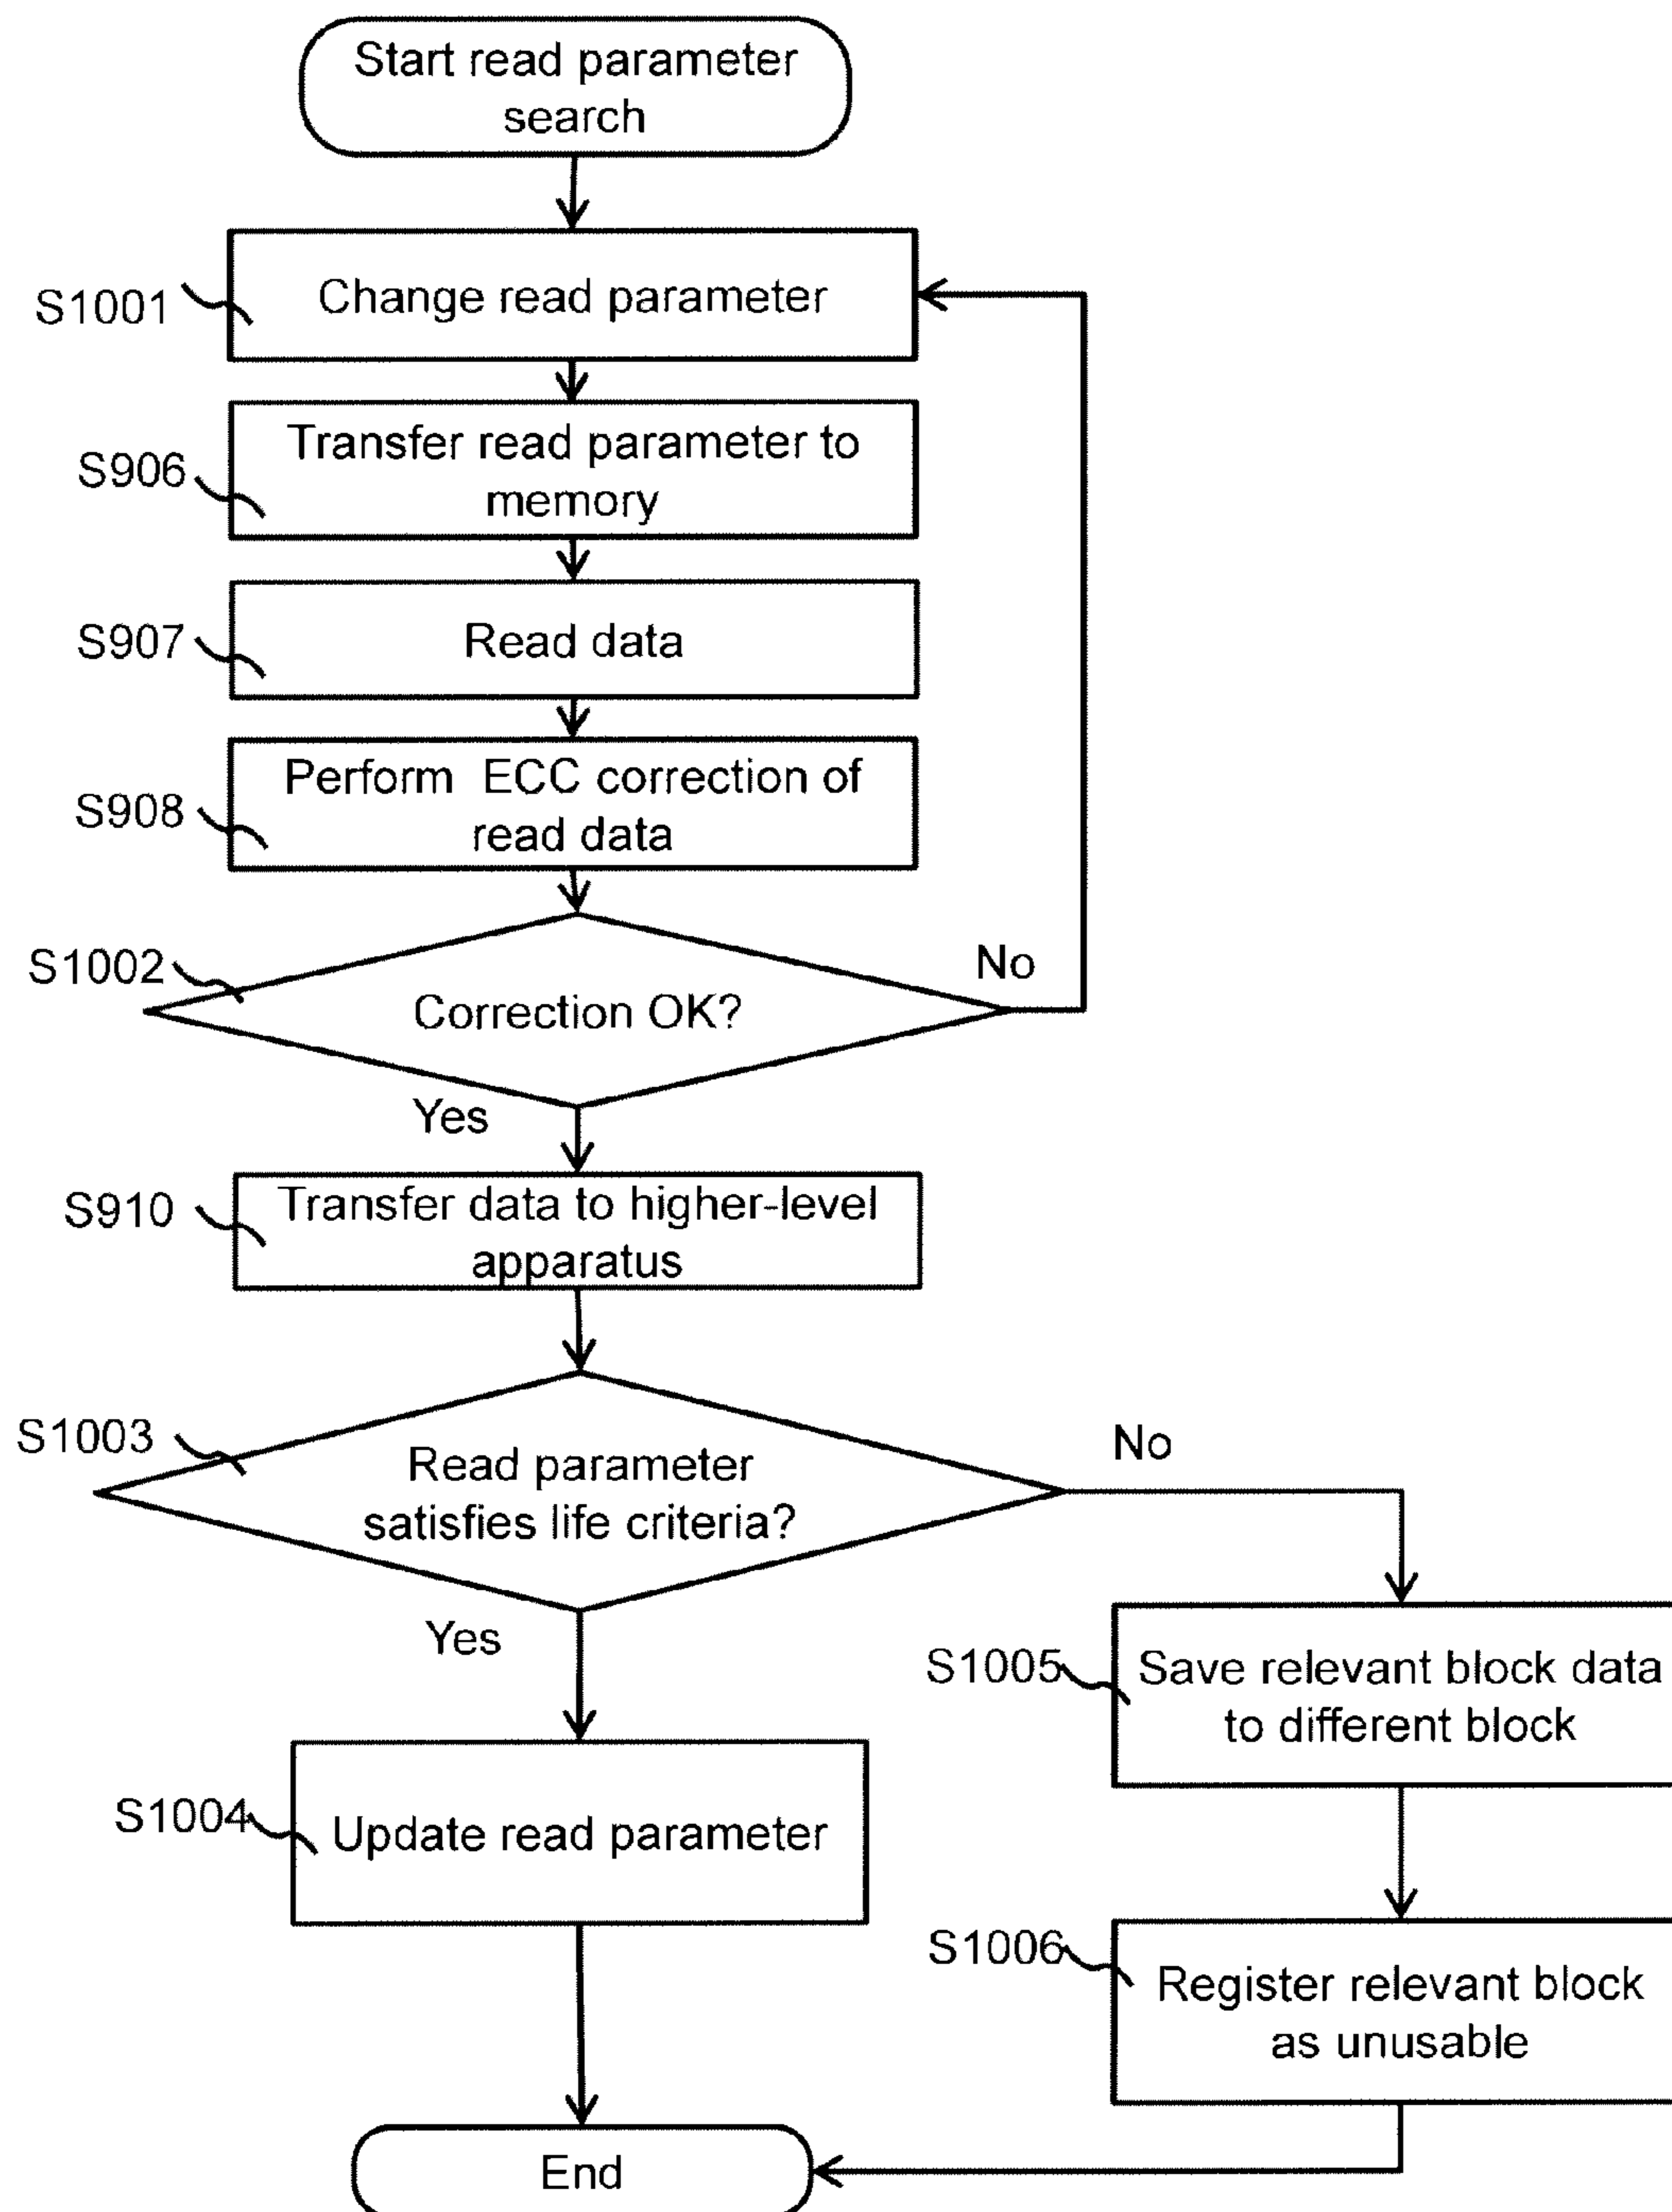 Start read parameter
search
S1001
Change read parameter
S906
Transfer read parameter to
memory
S907
Read data
S908
Perform ECC correction of
read data
S1002
Correction OK?
No
Yes
S910
Transfer data to higher-level
apparatus
S1003
Read parameter
satisfies life criteria?
No
Yes
S1005
Save relevant block data
to different block
S1004
Update read parameter
S1006
Register relevant block
as unusable
End